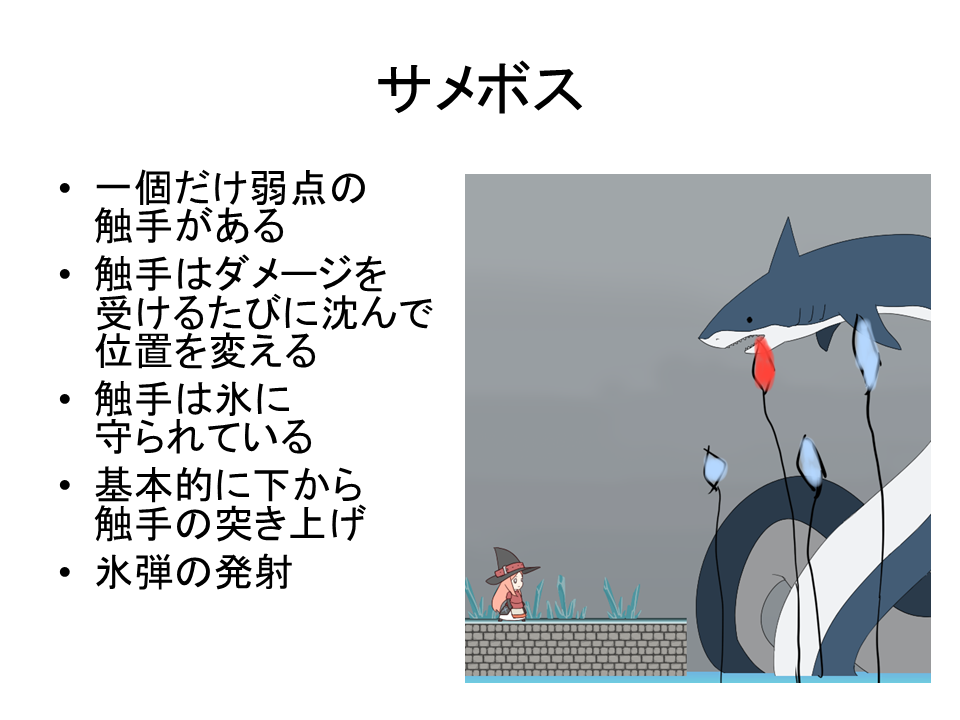 サメボス
• 一個だけ弱点の
触手がある
• 触手はダメージを
受けるたびに沈んで
位置を変える
• 触手は氷に
守られている
• 基本的に下から
触手の突き上げ
• 氷弾の発射